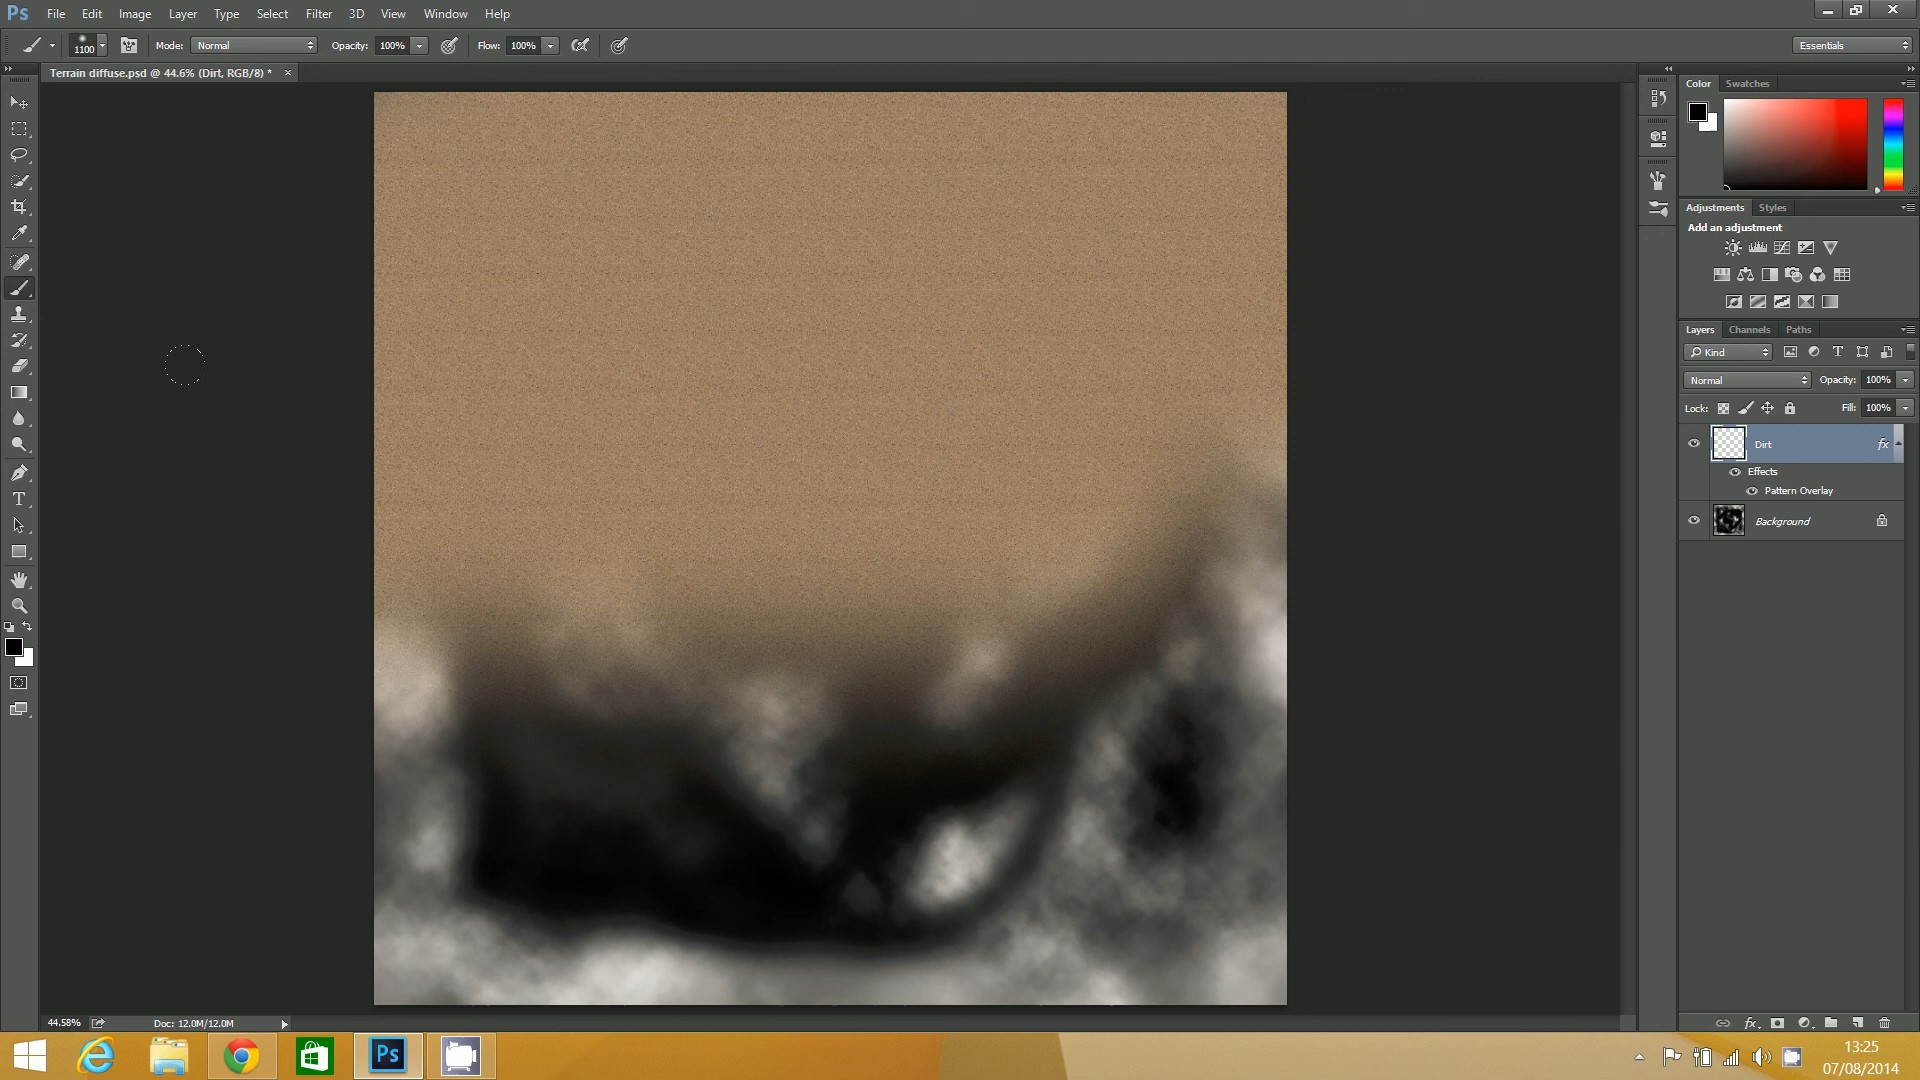 Ps File Edit Image Layer Type Select Filter 3D View Window Help
1100 Mode: Normal Opacity: 100% Flow: 100% Essentials
Terrain diffuse.psd @ 44.6% (Dirt, RGB/8) * ×
Color Swatches
Adjustments Styles
Add an adjustment
Layers Channels Paths
Kind T
Normal Opacity: 100%
Lock: Fill: 100%
Dirt fx
Effects
Pattern Overlay
Background
T
44.58% Doc: 12.0M/12.0M
fx
Ps
13:25
07/08/2014